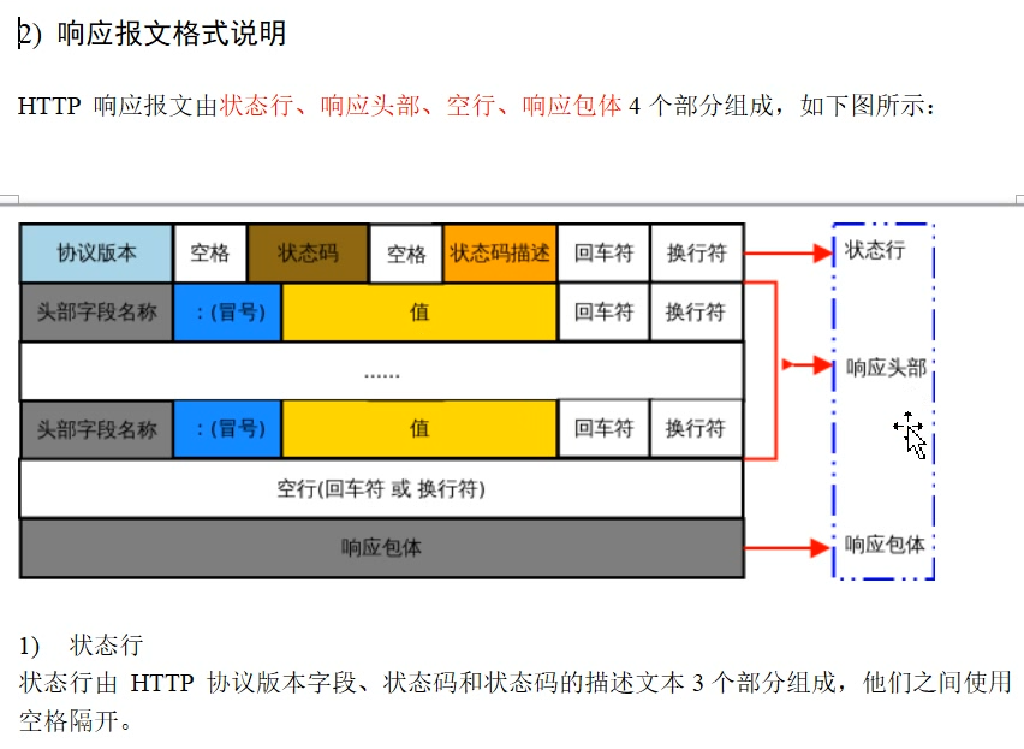 2) 响应报文格式说明
HTTP 响应报文由状态行、响应头部、空行、响应包体 4 个部分组成，如下图所示：
协议版本 空格 状态码 空格 状态码描述 回车符 换行符 状态行
头部字段名称 ：(冒号) 值 回车符 换行符
......
响应头部
头部字段名称 ：(冒号) 值 回车符 换行符
空行(回车符 或 换行符)
响应包体 响应包体
1) 状态行
状态行由 HTTP 协议版本字段、状态码和状态码的描述文本 3 个部分组成，他们之间使用
空格隔开。